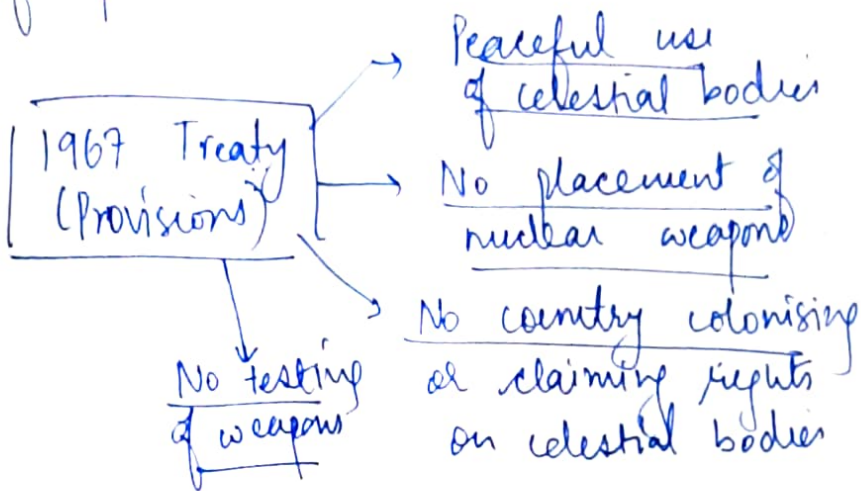 1967 Treaty
(Provisions)
Peaceful use
of celestial bodies
No placement of
nuclear weapons
No country colonising
or claiming rights
on celestial bodies
No testing
of weapons